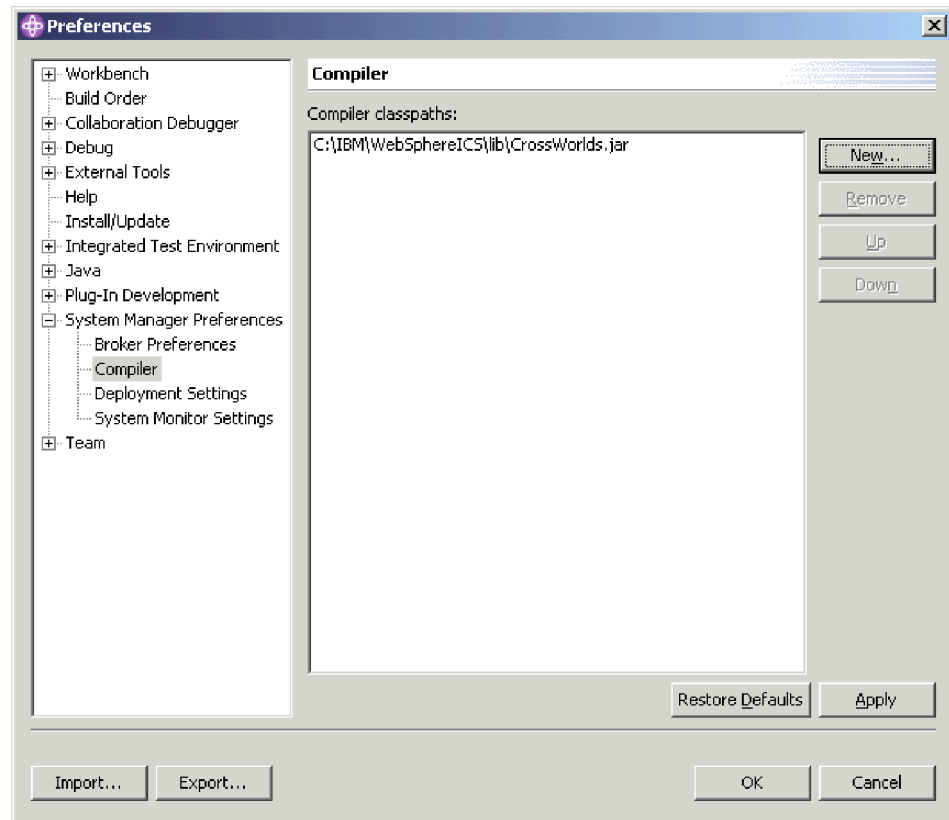 Preferences
Workbench
Build Order
Collaboration Debugger
Debug
External Tools
Help
Install/Update
Integrated Test Environment
Java
Plug-In Development
System Manager Preferences
Broker Preferences
Compiler
Deployment Settings
System Monitor Settings
Team
Compiler
Compiler classpaths:
C:\IBM\WebSphereICS\lib\CrossWorlds.jar
New...
Remove
Up
Down
Restore Defaults
Apply
Import...
Export...
OK
Cancel